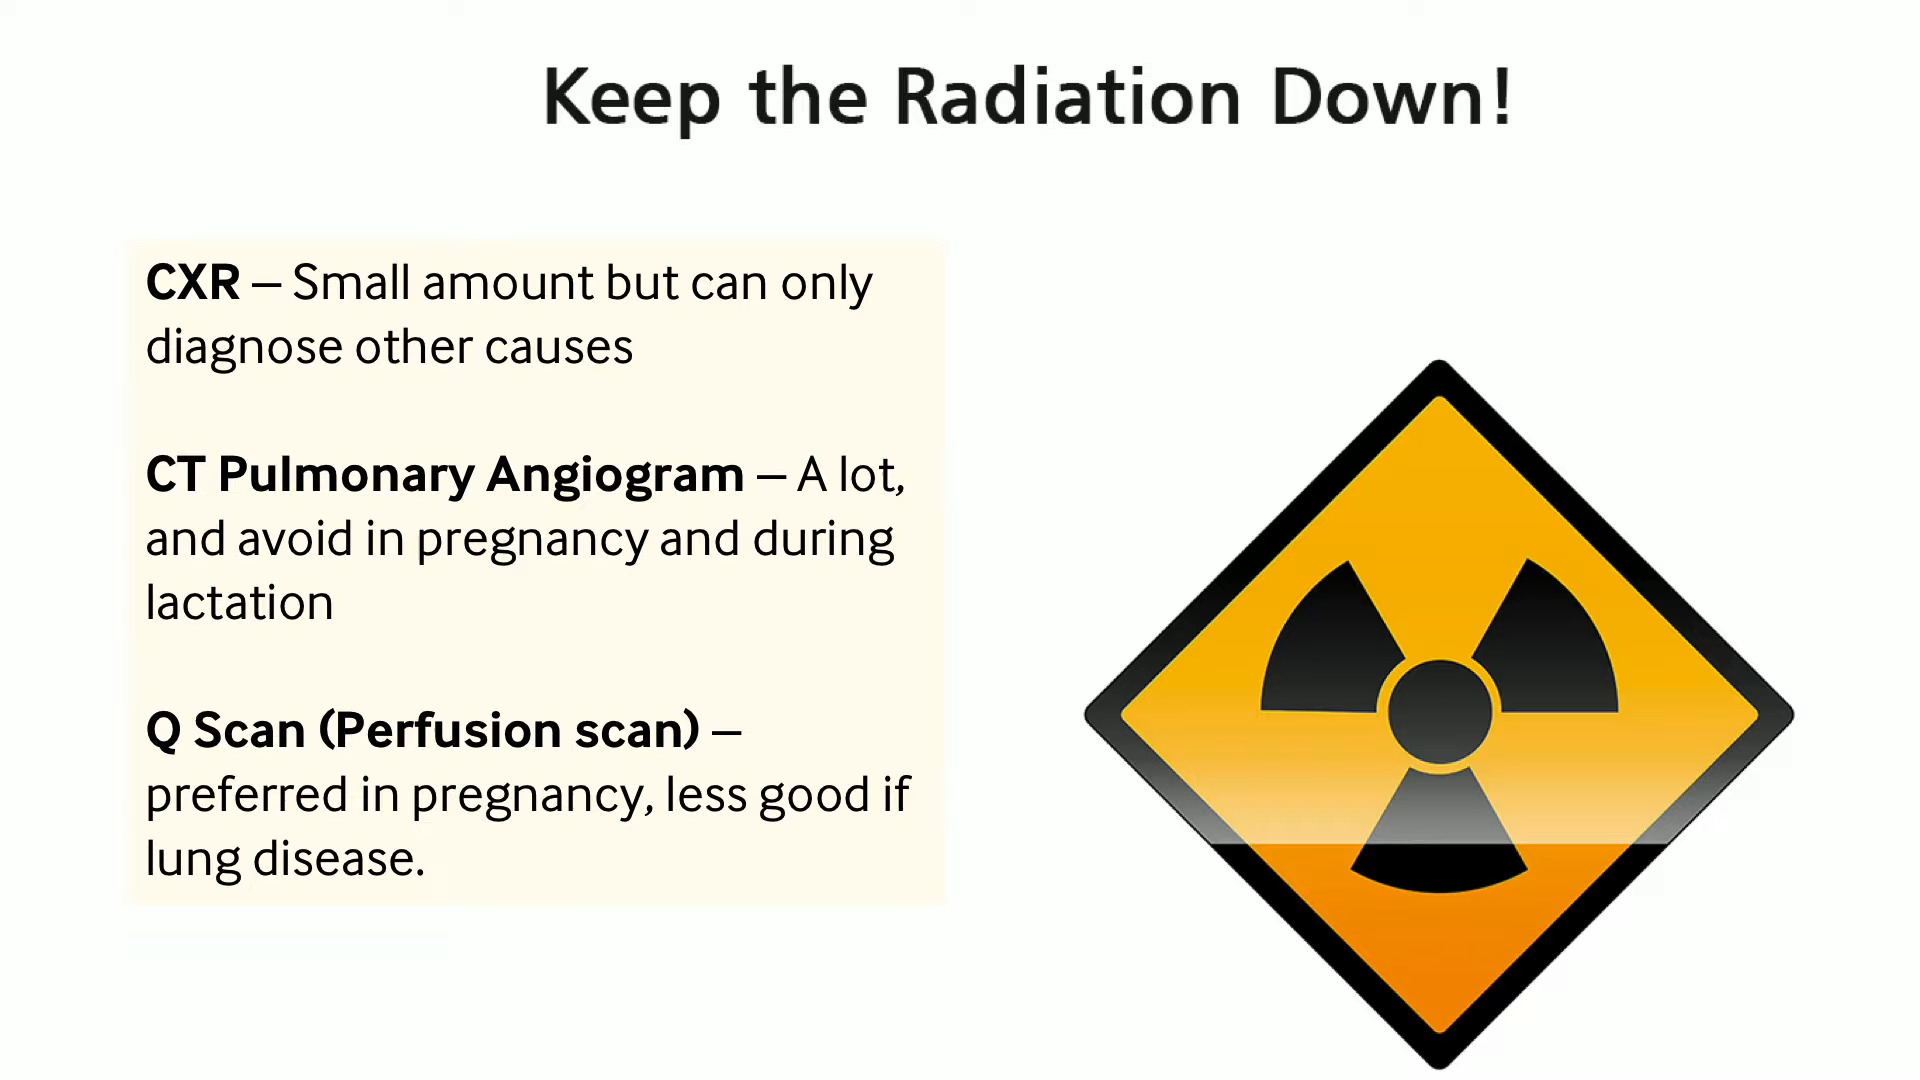 Keep the Radiation Down!
CXR – Small amount but can only
diagnose other causes
CT Pulmonary Angiogram – A lot,
and avoid in pregnancy and during
lactation
Q Scan (Perfusion scan) –
preferred in pregnancy, less good if
lung disease.